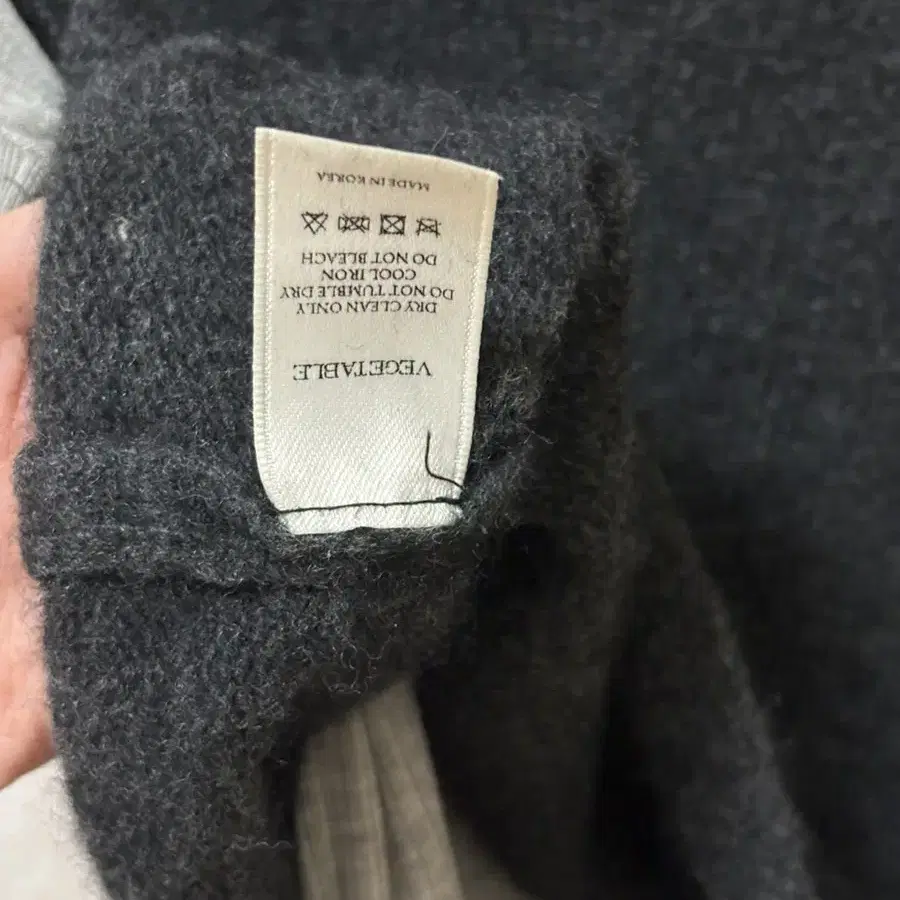 VEGETABLE
DRY CLEAN ONLY
DO NOT TUMBLE DRY
COOL IRON
DO NOT BLEACH
MADE IN KOREA